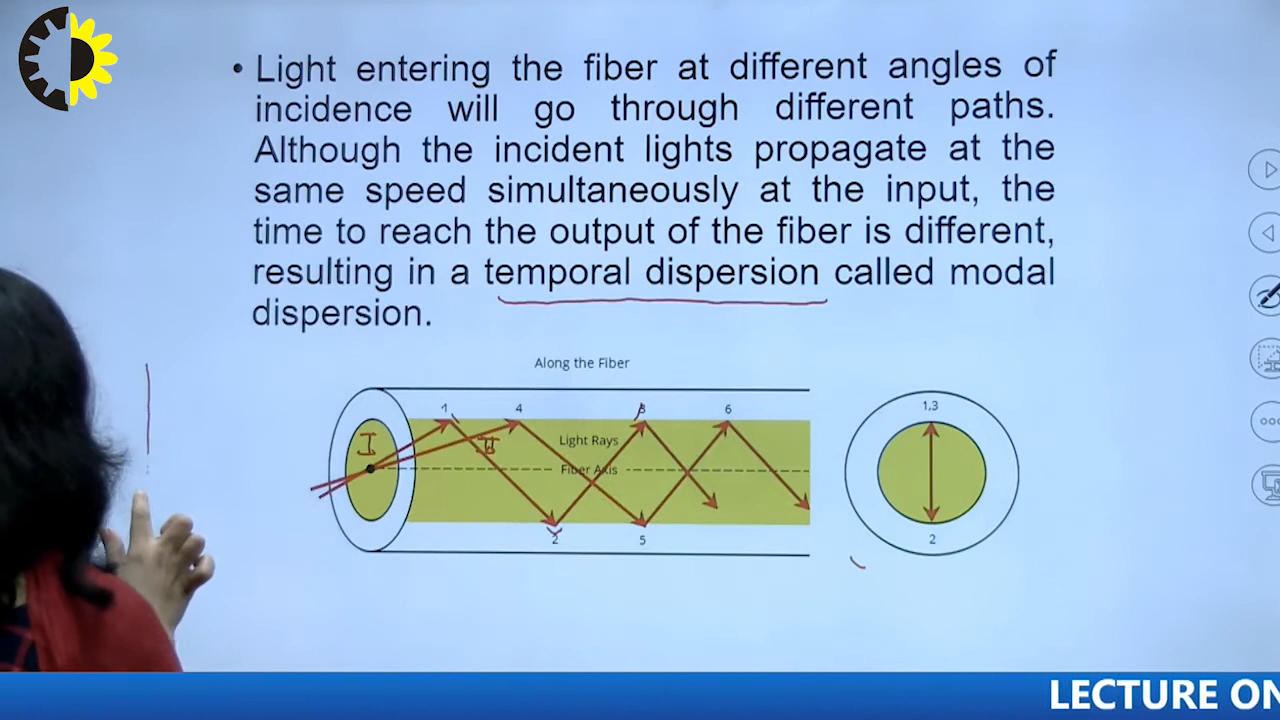 • Light entering the fiber at different angles of
incidence will go through different paths.
Although the incident lights propagate at the
same speed simultaneously at the input, the
time to reach the output of the fiber is different,
resulting in a temporal dispersion called modal
dispersion.
Along the Fiber
1 4 3 6
1,3
I
II
Light Rays
Fiber Axis
2 5
2
LECTURE ON